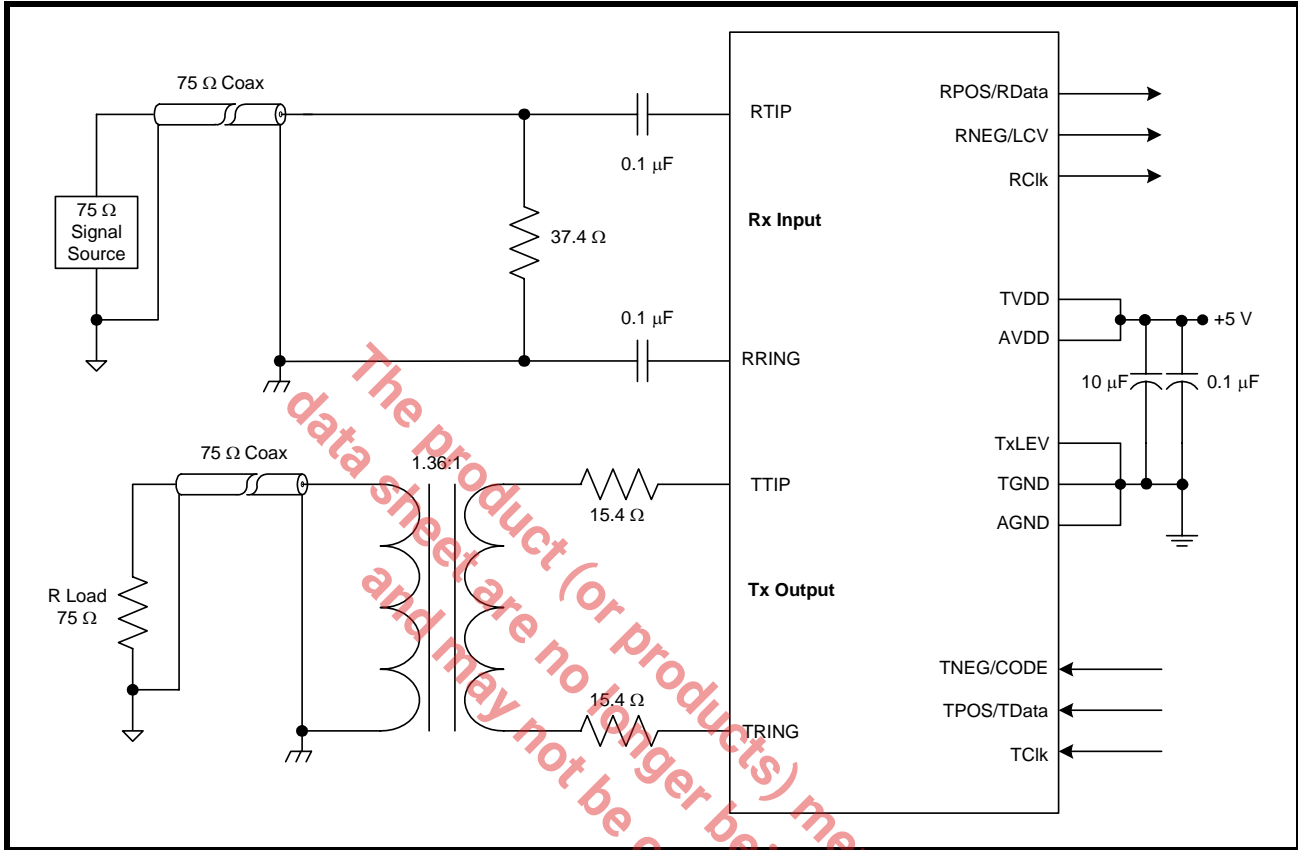 75 Ω Coax
75 Ω
Signal
Source
37.4 Ω
0.1 μF
0.1 μF
RTIP
Rx Input
RRING
RPOS/RData
RNEG/LCV
RClk
TVDD
AVDD
+5 V
10 μF
0.1 μF
TxLEV
TGND
AGND
75 Ω Coax
1.36:1
R Load
75 Ω
15.4 Ω
15.4 Ω
TTIP
Tx Output
TRING
TNEG/CODE
TPOS/TData
TClk
The product (or products) me
data sheet are no longer be
and may not be